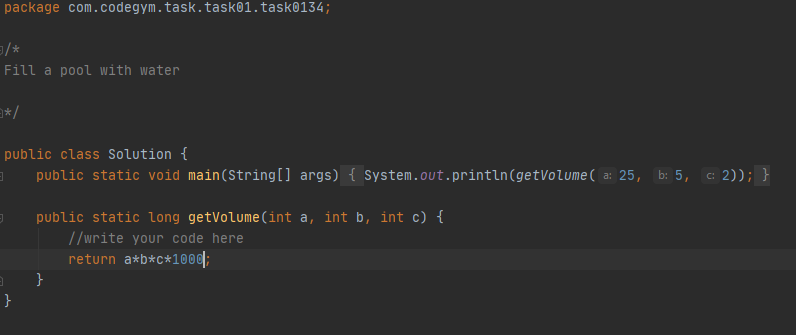 package com.codegym.task.task01.task0134;
/*
Fill a pool with water
*/
public class Solution {
public static void main(String[] args) { System.out.println(getVolume( a: 25, b: 5, c: 2)); }
public static long getVolume(int a, int b, int c) {
//write your code here
return a*b*c*1000;
}
}